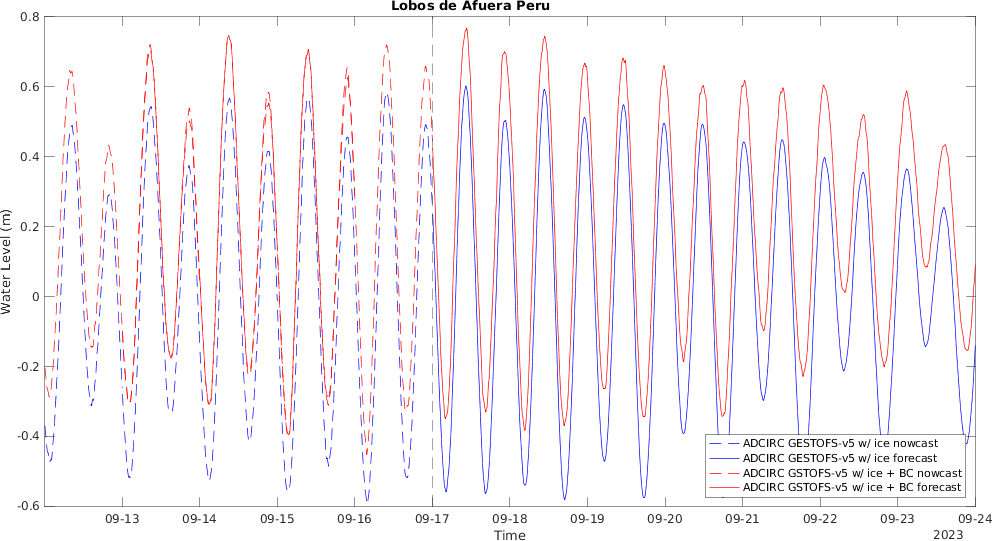 Lobos de Afuera Peru
Water Level (m)
0.8
0.6
0.4
0.2
0
-0.2
-0.4
-0.6
09-13 09-14 09-15 09-16 09-17 09-18 09-19 09-20 09-21 09-22 09-23 09-24
Time
2023
ADCIRC GESTOFS-v5 w/ ice nowcast
ADCIRC GESTOFS-v5 w/ ice forecast
ADCIRC GSTOFS-v5 w/ ice + BC nowcast
ADCIRC GSTOFS-v5 w/ ice + BC forecast